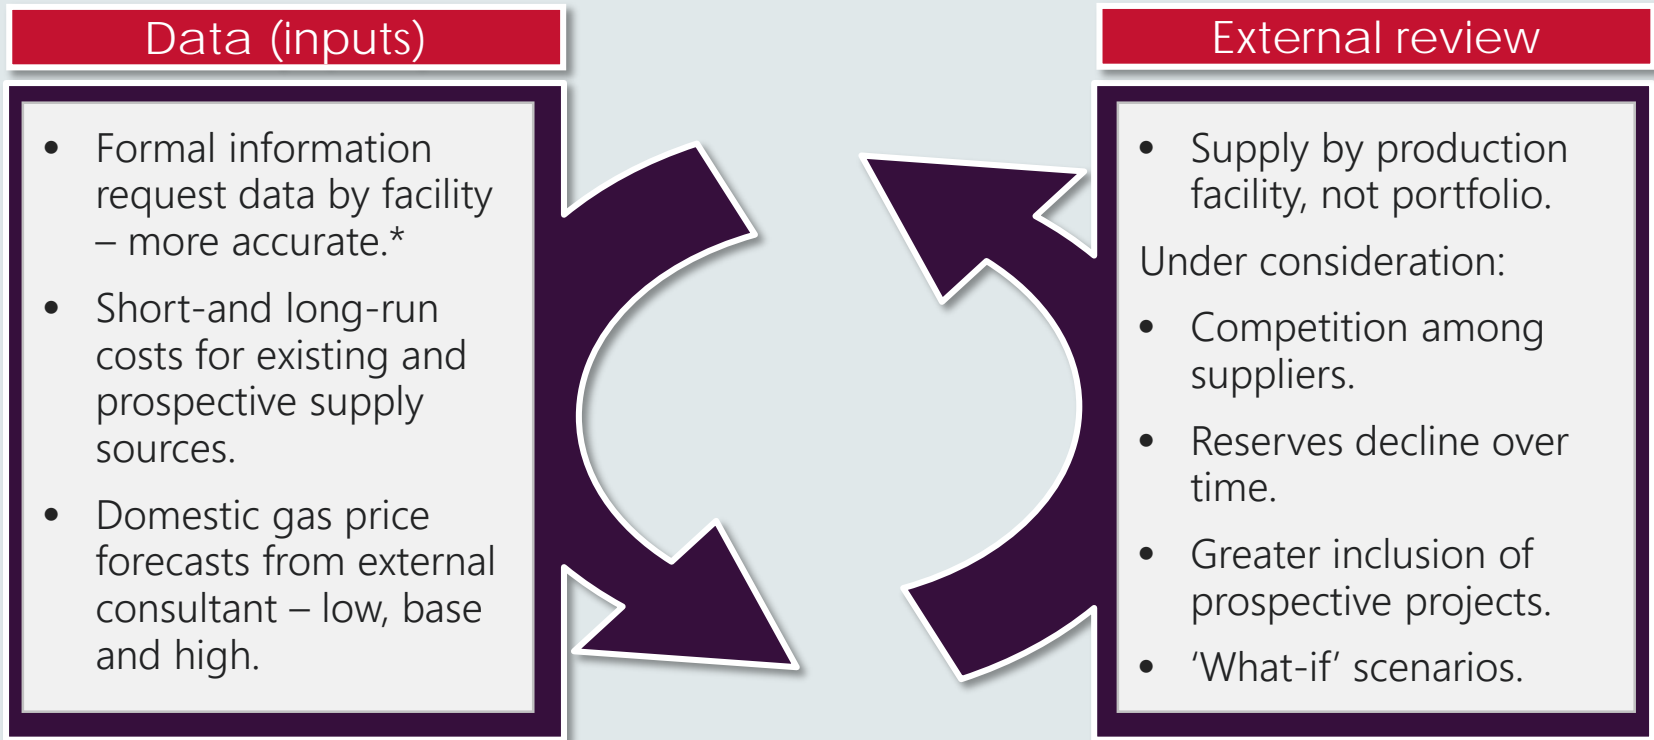 Data (inputs)
• Formal information
request data by facility
– more accurate.*
• Short-and long-run
costs for existing and
prospective supply
sources.
• Domestic gas price
forecasts from external
consultant – low, base
and high.
External review
• Supply by production
facility, not portfolio.
Under consideration:
• Competition among
suppliers.
• Reserves decline over
time.
• Greater inclusion of
prospective projects.
• ‘What-if’ scenarios.